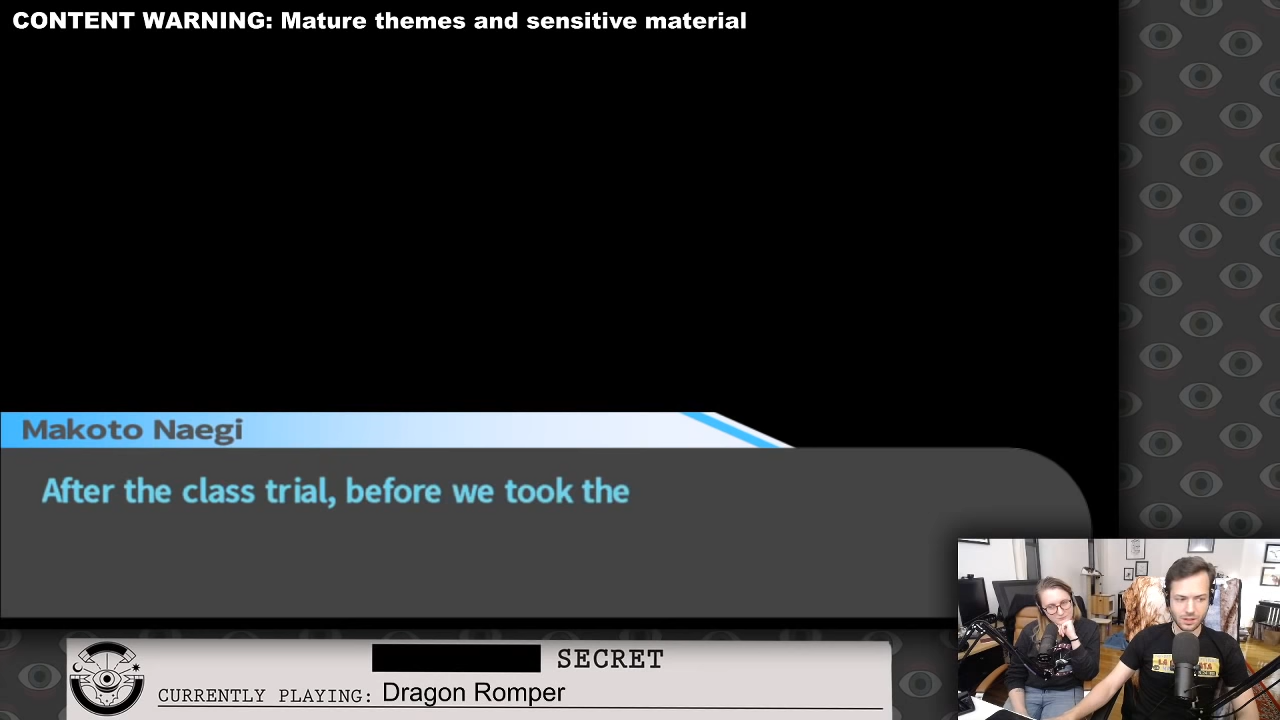 CONTENT WARNING: Mature themes and sensitive material
Makoto Naegi
After the class trial, before we took the
SECRET
CURRENTLY PLAYING: Dragon Romper